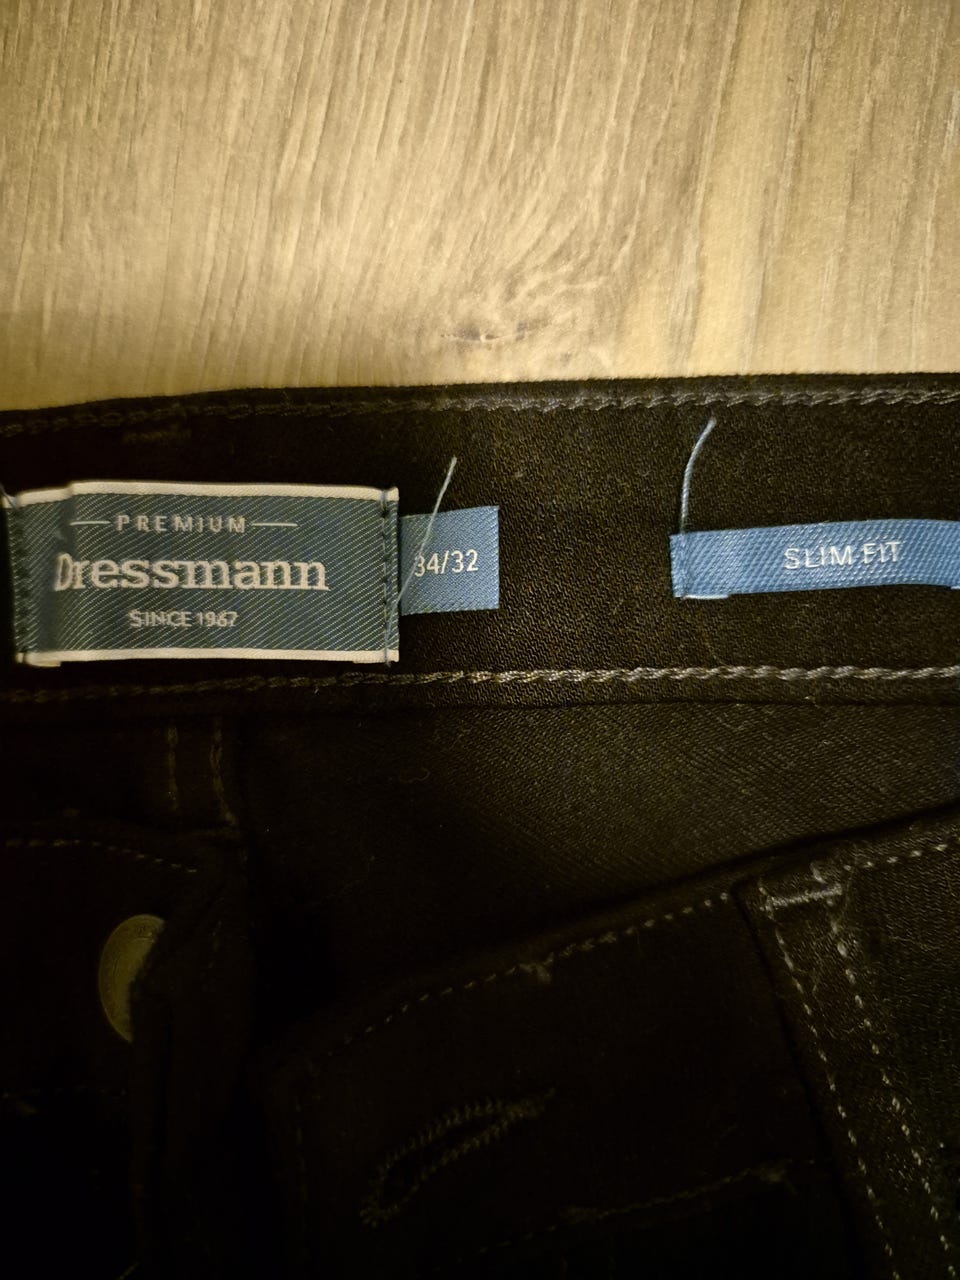 PREMIUM
Dressmann
SINCE 1967
34/32
SLIM FIT